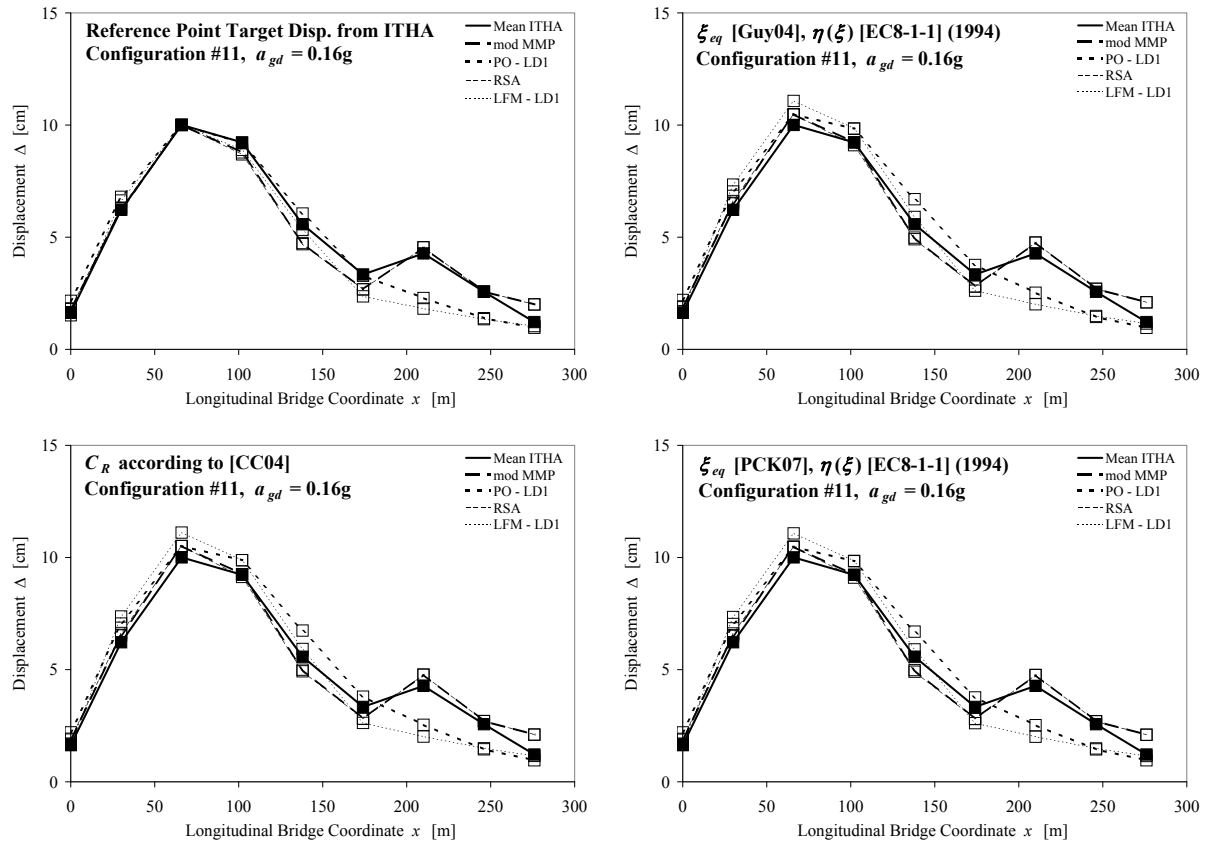 Reference Point Target Disp. from ITHA
Configuration #11, a gd = 0.16g
Mean ITHA
mod MMP
PO - LD1
RSA
LFM - LD1
15
10
5
0
Displacement Δ [cm]
0 50 100 150 200 250 300
Longitudinal Bridge Coordinate x [m]
ξ eq [Guy04], η(ξ) [EC8-1-1] (1994)
Configuration #11, a gd = 0.16g
Mean ITHA
mod MMP
PO - LD1
RSA
LFM - LD1
15
10
5
0
Displacement Δ [cm]
0 50 100 150 200 250 300
Longitudinal Bridge Coordinate x [m]
C R according to [CC04]
Configuration #11, a gd = 0.16g
Mean ITHA
mod MMP
PO - LD1
RSA
LFM - LD1
15
10
5
0
Displacement Δ [cm]
0 50 100 150 200 250 300
Longitudinal Bridge Coordinate x [m]
ξ eq [PCK07], η(ξ) [EC8-1-1] (1994)
Configuration #11, a gd = 0.16g
Mean ITHA
mod MMP
PO - LD1
RSA
LFM - LD1
15
10
5
0
Displacement Δ [cm]
0 50 100 150 200 250 300
Longitudinal Bridge Coordinate x [m]